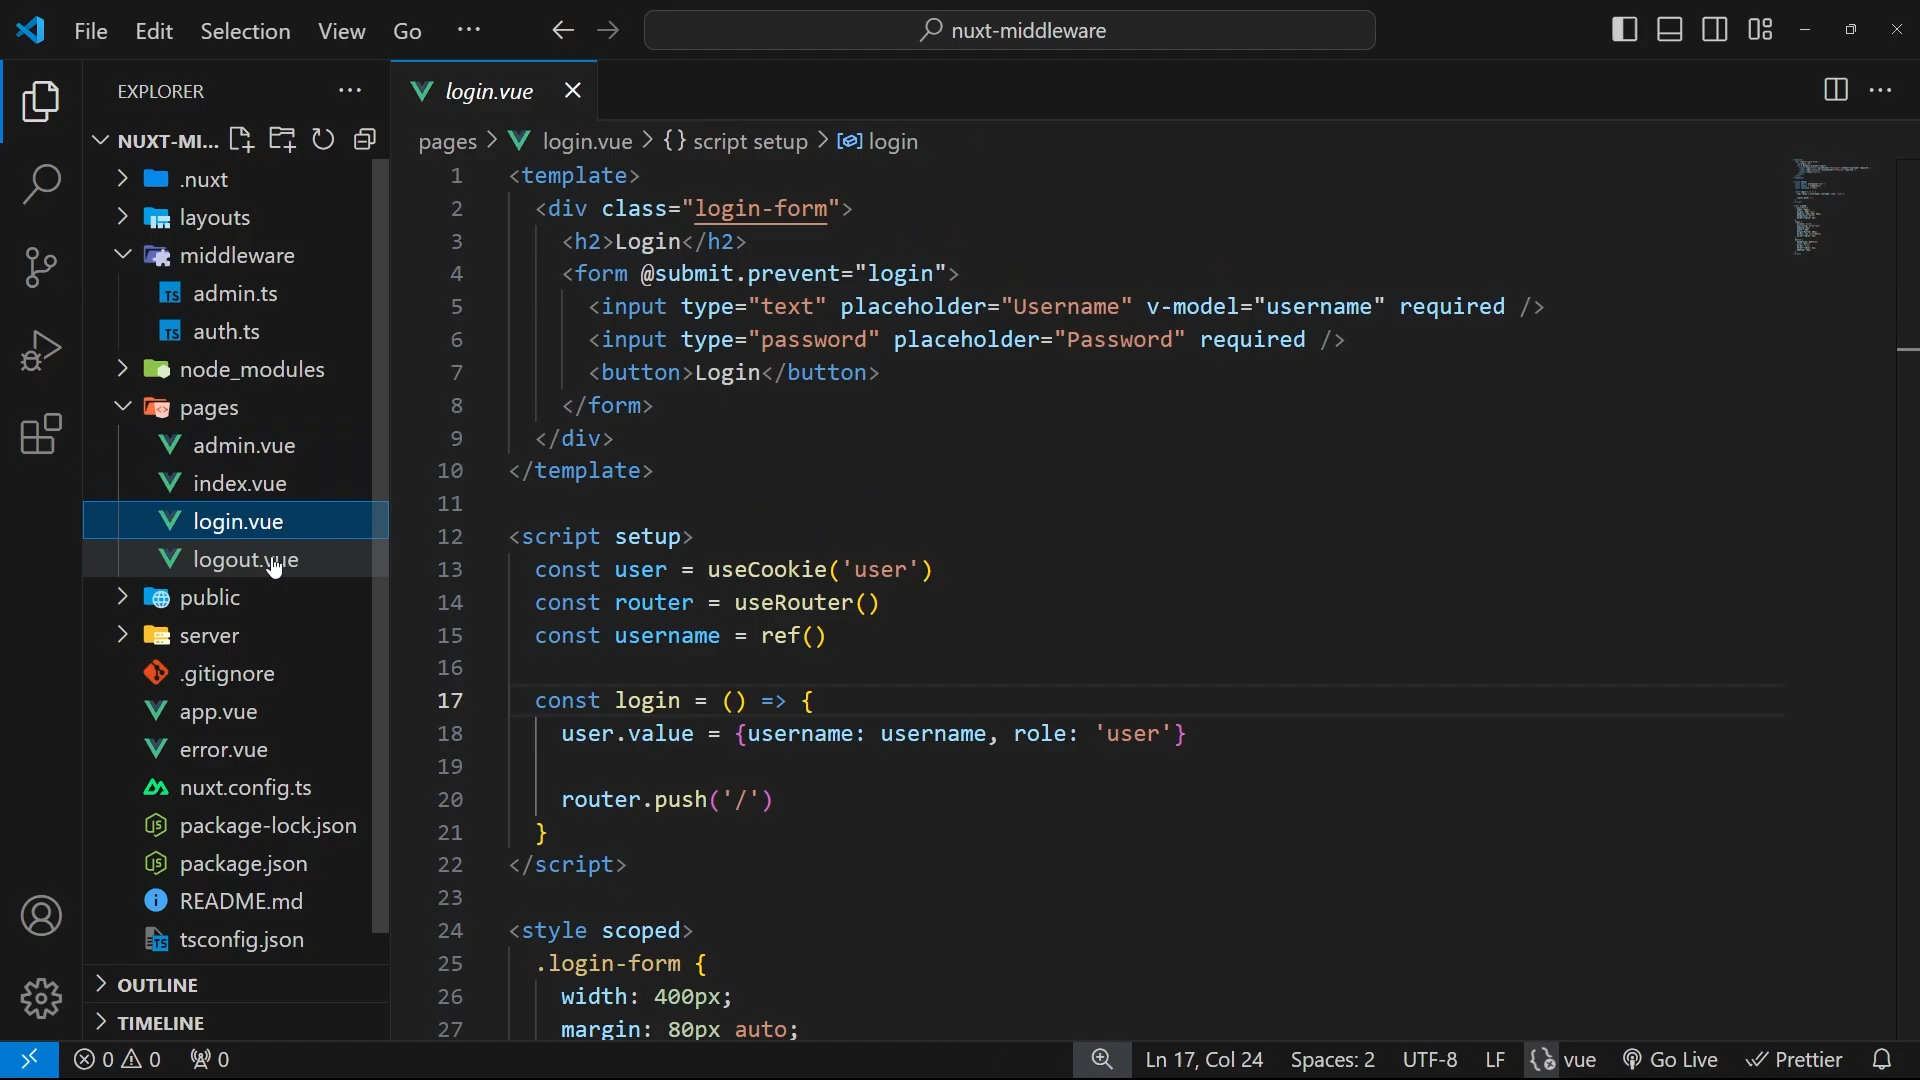 File Edit Selection View Go ··· nuxt-middleware
EXPLORER
NUXT-MI...
.nuxt
layouts
middleware
TS admin.ts
TS auth.ts
node_modules
pages
admin.vue
index.vue
login.vue
logout.vue
public
server
.gitignore
app.vue
error.vue
nuxt.config.ts
JS package-lock.json
JS package.json
README.md
TS tsconfig.json
OUTLINE
TIMELINE
login.vue
pages > login.vue > {} script setup > login
1 <template>
2 <div class="login-form">
3 <h2>Login</h2>
4 <form @submit.prevent="login">
5 <input type="text" placeholder="Username" v-model="username" required />
6 <input type="password" placeholder="Password" required />
7 <button>Login</button>
8 </form>
9 </div>
10 </template>
11
12 <script setup>
13 const user = useCookie('user')
14 const router = useRouter()
15 const username = ref()
16
17 const login = () => {
18 user.value = {username: username, role: 'user'}
19
20 router.push('/')
21 }
22 </script>
23
24 <style scoped>
25 .login-form {
26 width: 400px;
27 margin: 80px auto;
0 0 0 Ln 17, Col 24 Spaces: 2 UTF-8 LF vue Go Live Prettier